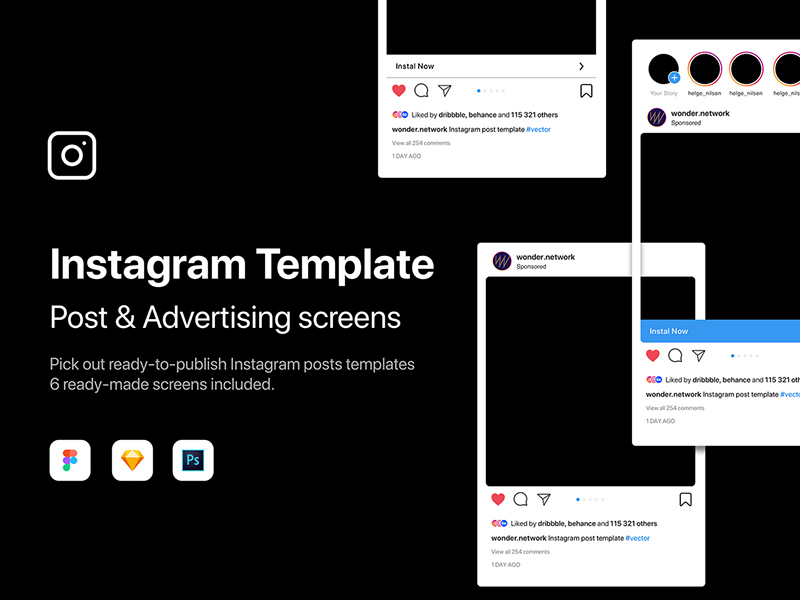 Instagram Template
Post & Advertising screens
Pick out ready-to-publish Instagram posts templates
6 ready-made screens included.
Ps
Instal Now
Liked by dribbble, behance and 115 321 others
wonder.network Instagram post template #vector
View all 254 comments
1 DAY AGO
wonder.network
Sponsored
Liked by dribbble, behance and 115 321 others
wonder.network Instagram post template #vector
View all 254 comments
1 DAY AGO
Your Story helge_nilsen helge_nilsen helge_nils
wonder.network
Sponsored
Instal Now
Liked by dribbble, behance and 115 321 oth
wonder.network Instagram post template #vecto
View all 254 comments
1 DAY AGO